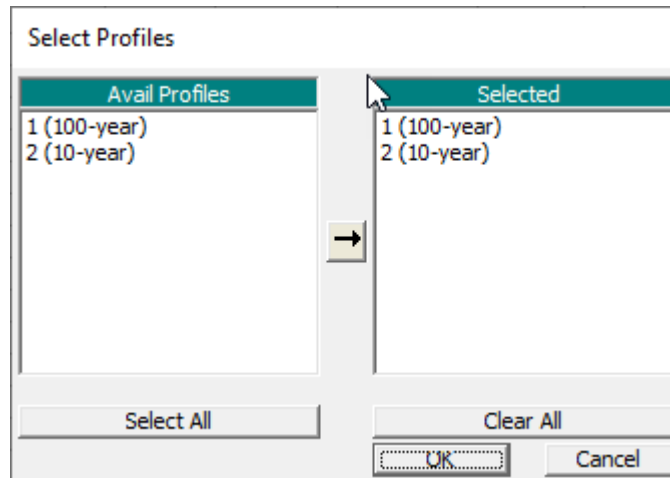 Select Profiles
Avail Profiles
1 (100-year)
2 (10-year)
Selected
1 (100-year)
2 (10-year)
Select All
Clear All
OK
Cancel